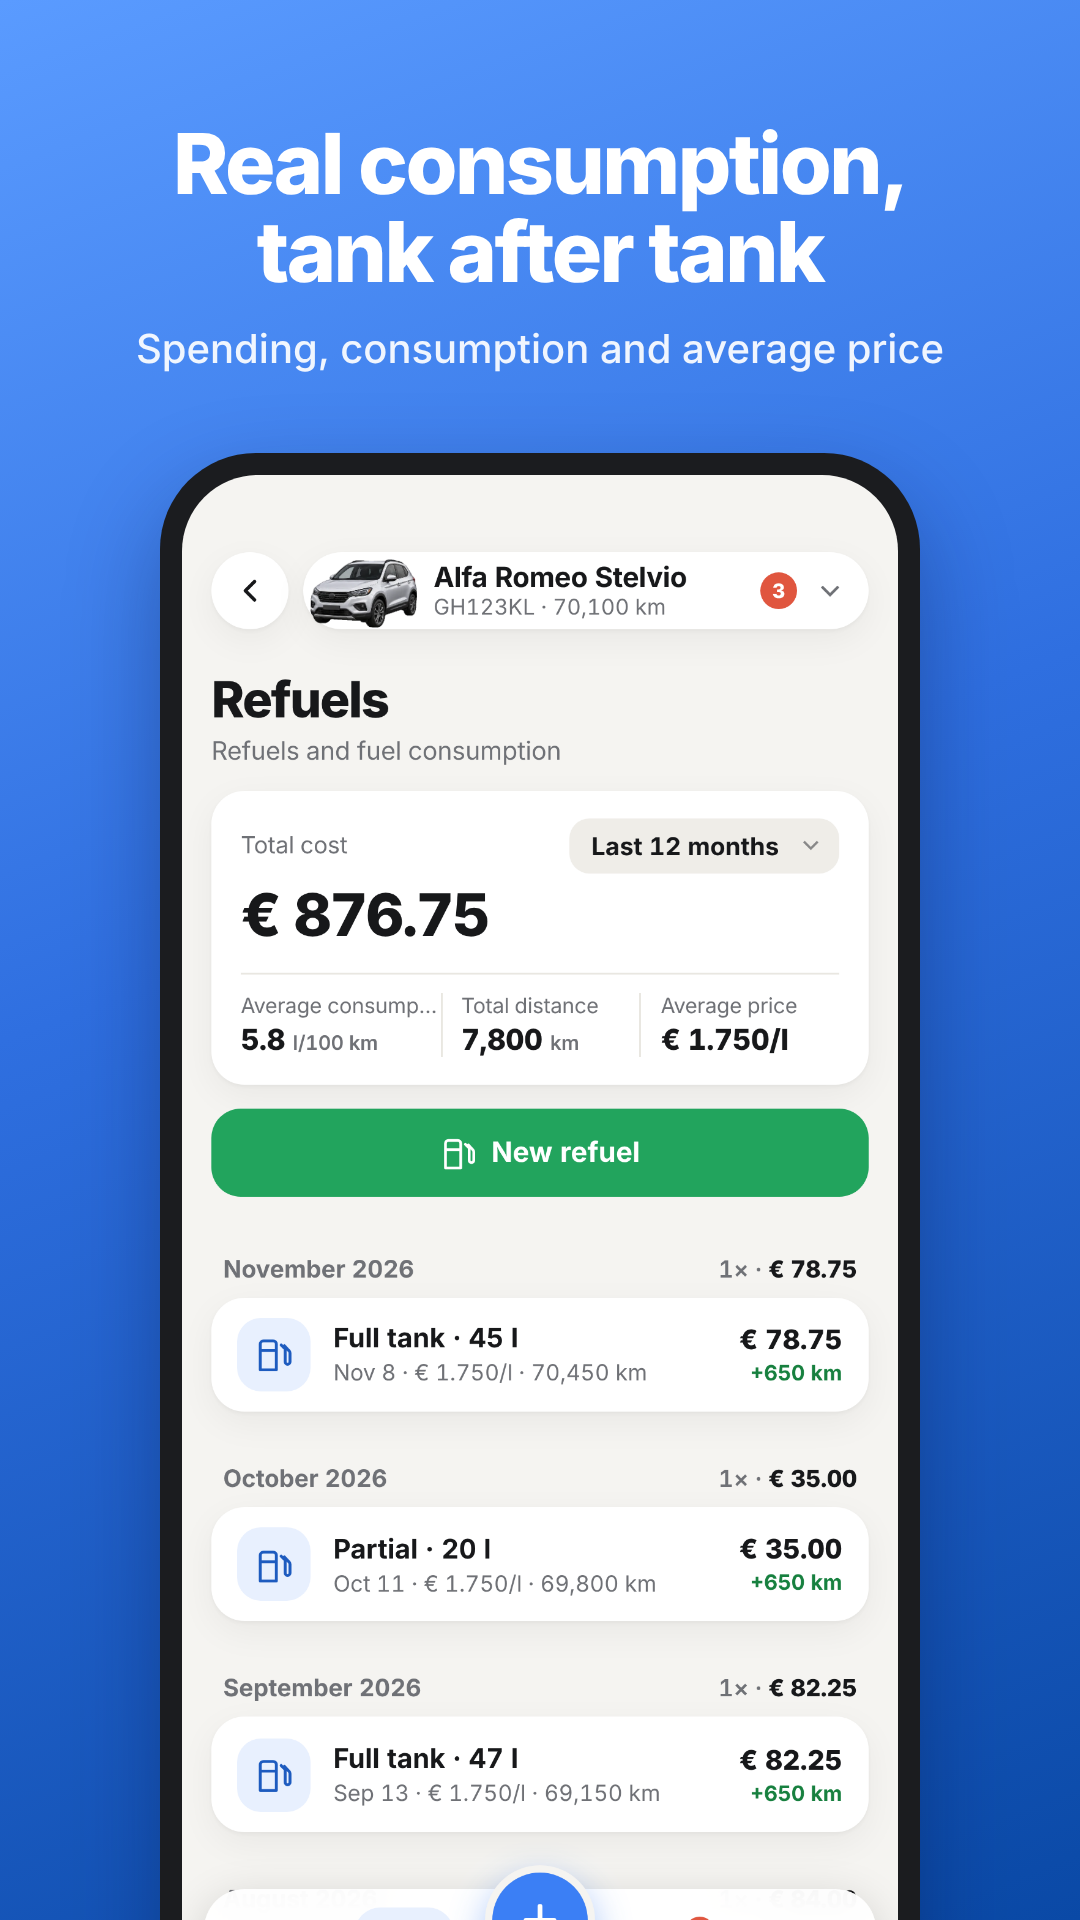 Real consumption,
tank after tank
Spending, consumption and average price
Alfa Romeo Stelvio
GH123KL · 70,100 km
3
Refuels
Refuels and fuel consumption
Total cost
Last 12 months
€ 876.75
Average consump...
Total distance
Average price
5.8 l/100 km
7,800 km
€ 1.750/l
New refuel
November 2026
1× · € 78.75
Full tank · 45 l
€ 78.75
Nov 8 · € 1.750/l · 70,450 km
+650 km
October 2026
1× · € 35.00
Partial · 20 l
€ 35.00
Oct 11 · € 1.750/l · 69,800 km
+650 km
September 2026
1× · € 82.25
Full tank · 47 l
€ 82.25
Sep 13 · € 1.750/l · 69,150 km
+650 km